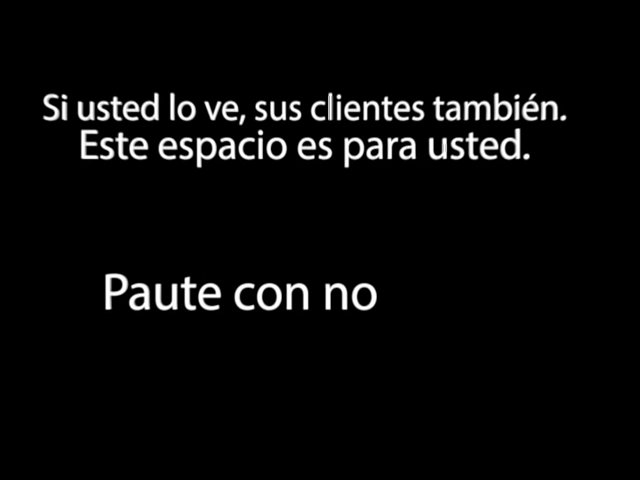 Si usted lo ve, sus clientes también.
Este espacio es para usted.
Paute con no